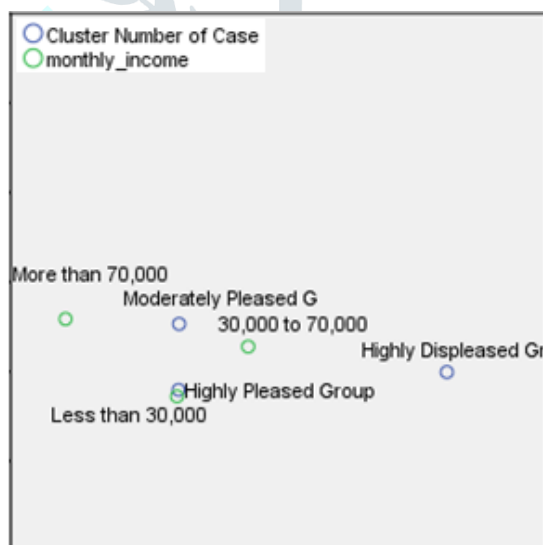 Cluster Number of Case
monthly_income
More than 70,000
Moderately Pleased G
30,000 to 70,000
Highly Displeased Gr
Highly Pleased Group
Less than 30,000